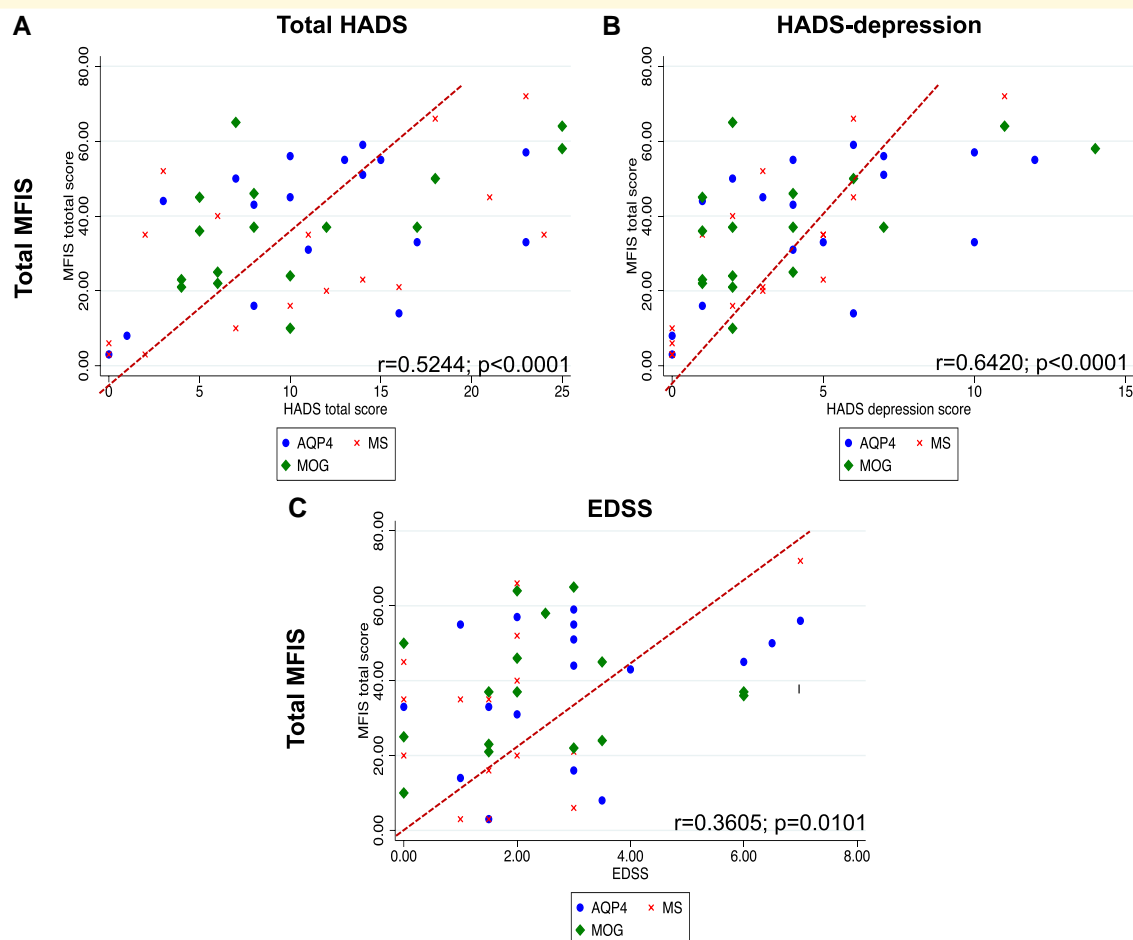 A
Total HADS
Total MFIS
MFIS tototal score
80.00
60.00
40.00
20.00
0.00
r=0.5244; p<0.0001
0 5 10 15 20 25
HADS total score
AQP4 MS
MOG
B
HADS-depression
MFIS total score
80.00
60.00
40.00
20.00
0.00
r=0.6420; p<0.0001
0 5 10 15
HADS depression score
AQP4 MS
MOG
C
EDSS
Total MFIS
MFIS total score
80.00
60.00
40.00
20.00
0.00
r=0.3605; p=0.0101
0.00 2.00 4.00 6.00 8.00
EDSS
AQP4 MS
MOG